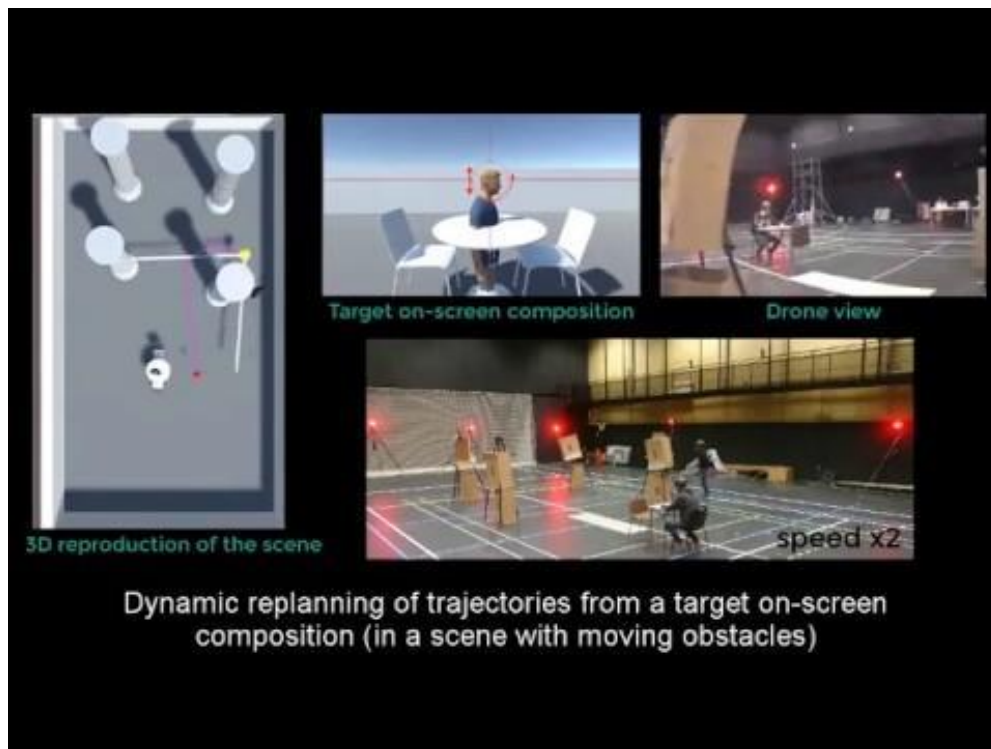 Target on-screen composition
Drone view
3D reproduction of the scene
speed x2
Dynamic replanning of trajectories from a target on-screen
composition (in a scene with moving obstacles)